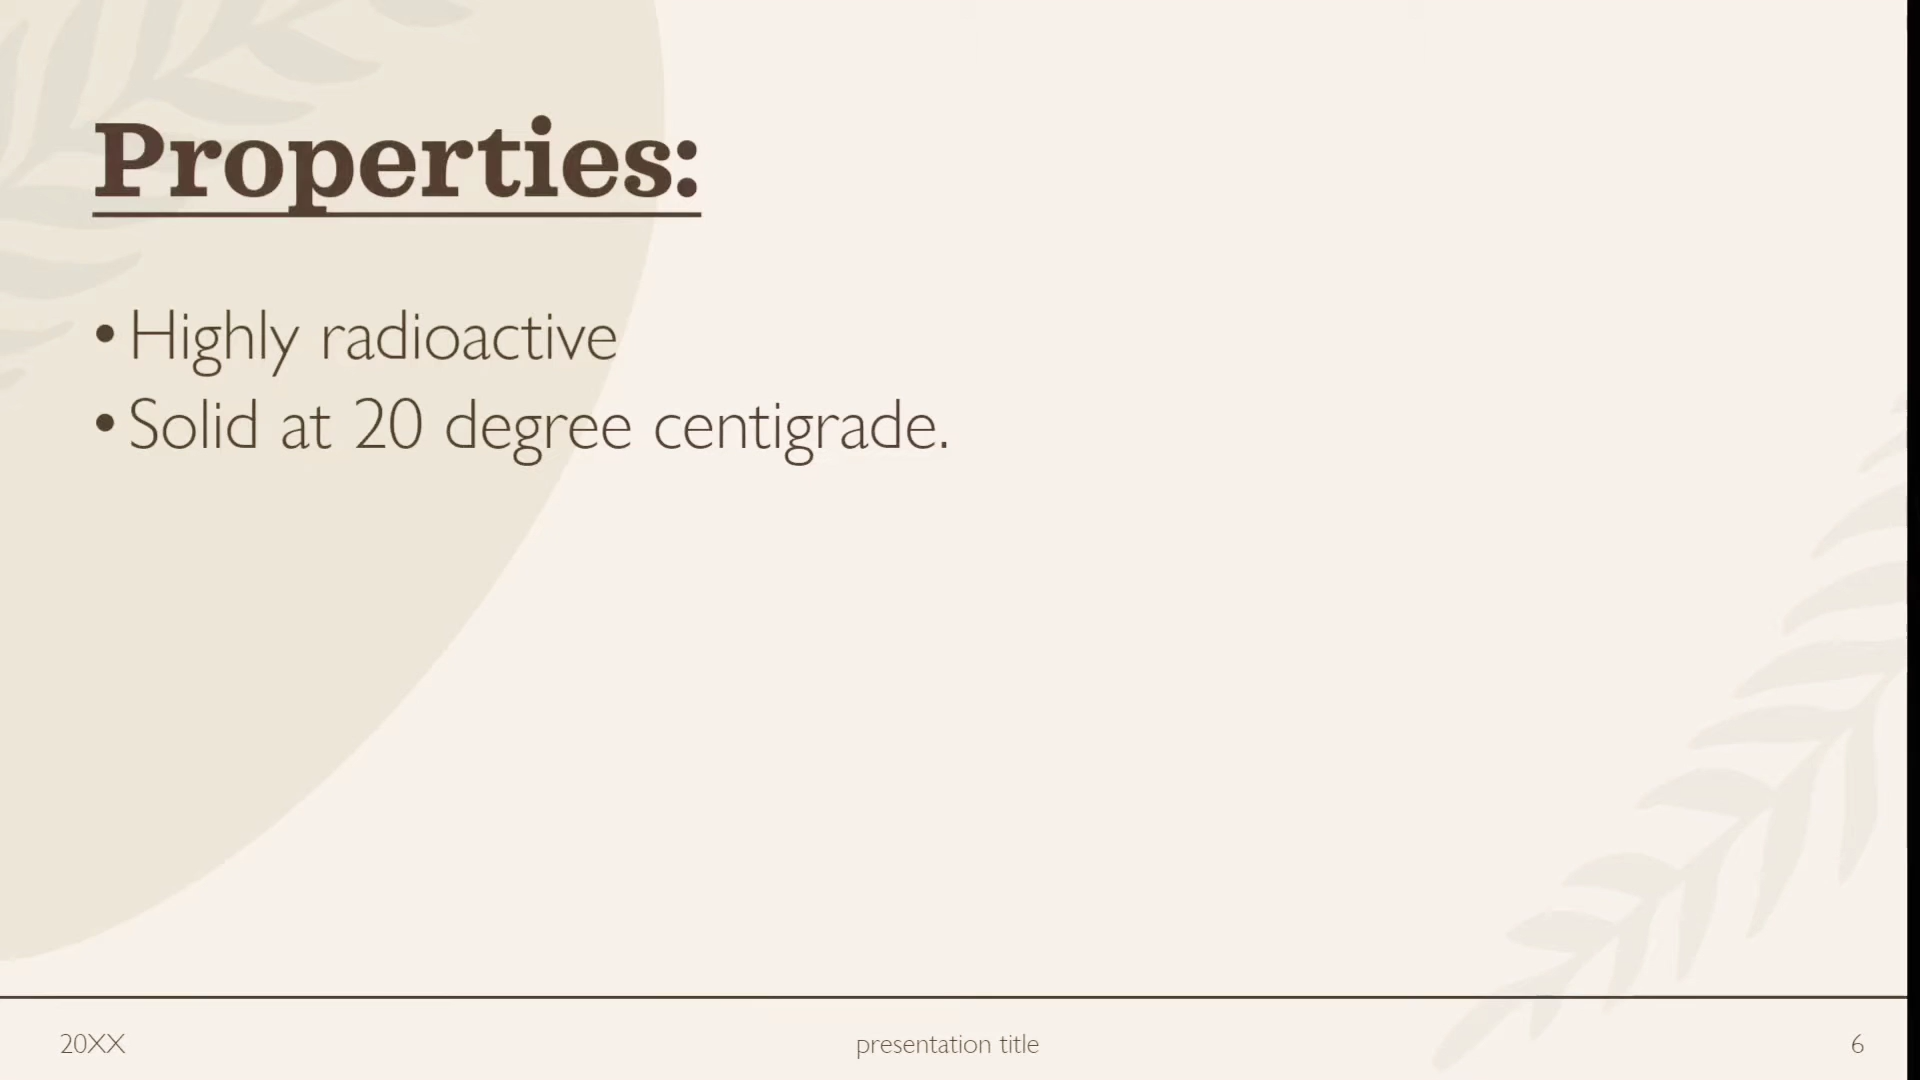 Properties:
• Highly radioactive
• Solid at 20 degree centigrade.
20XX
presentation title
6